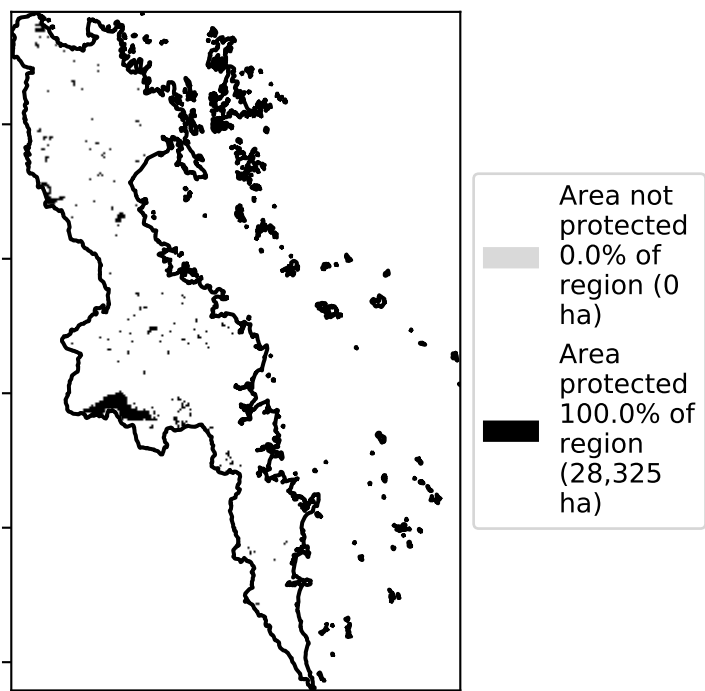 Area not
protected
0.0% of
region (0
ha)
Area
protected
100.0% of
region
(28,325
ha)